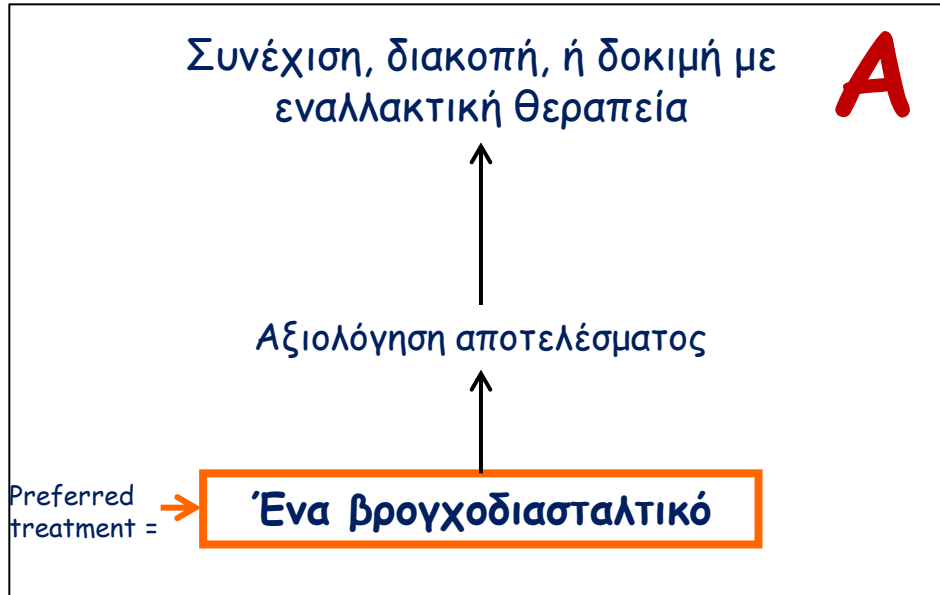 Συνέχιση, διακοπή, ή δοκιμή με
εναλλακτική θεραπεία
A
Αξιολόγηση αποτελέσματος
Preferred
treatment =
Ένα βρογχοδιασταλτικό